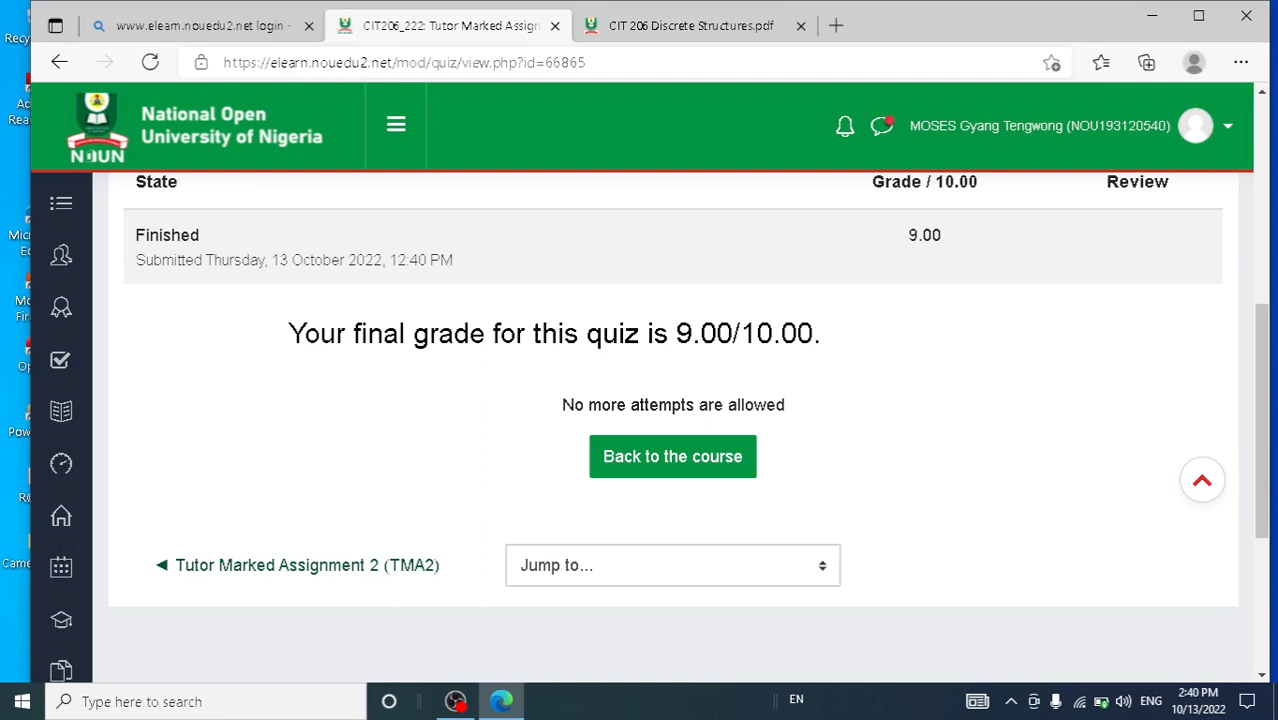 www.elearn.nouedu2.net login -
CIT206_222: Tutor Marked Assign
CIT 206 Discrete Structures.pdf
https://elearn.nouedu2.net/mod/quiz/view.php?id=66865
National Open
University of Nigeria
NOUN
MOSES Gyang Tengwong (NOU193120540)
State
Grade / 10.00
Review
Finished
9.00
Submitted Thursday, 13 October 2022, 12:40 PM
Your final grade for this quiz is 9.00/10.00.
No more attempts are allowed
Back to the course
◄ Tutor Marked Assignment 2 (TMA2)
Jump to...
Type here to search
EN
ENG
2:40 PM
10/13/2022